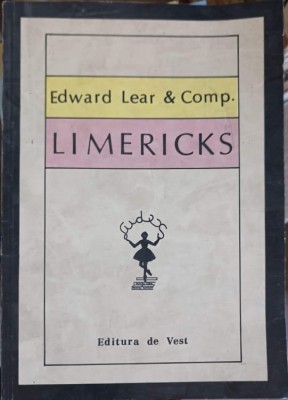 Edward Lear & Comp.
LIMERICKS
Editura de Vest